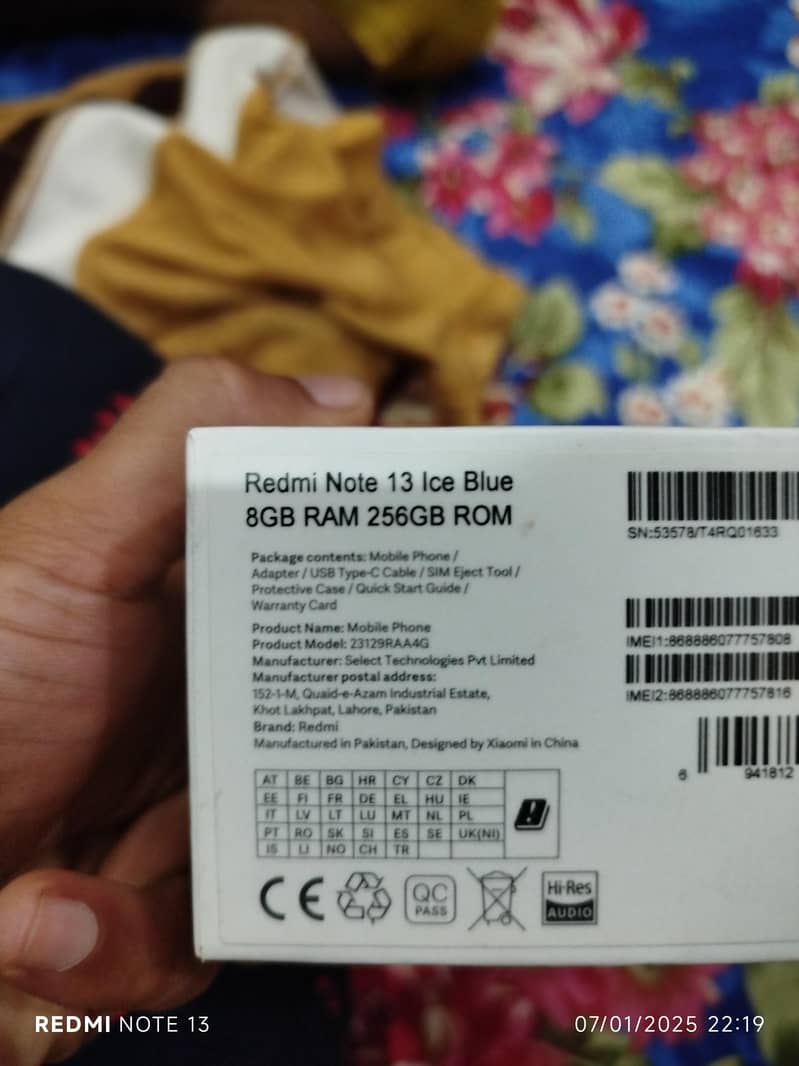 Redmi Note 13 Ice Blue
8GB RAM 256GB ROM
Package contents: Mobile Phone /
Adapter / USB Type-C Cable / SIM Eject Tool /
Protective Case / Quick Start Guide /
Warranty Card
Product Name: Mobile Phone
Product Model: 23129RAA4G
Manufacturer: Select Technologies Pvt Limited
Manufacturer postal address:
152-1-M, Quaid-e-Azam Industrial Estate,
Khot Lakhpat, Lahore, Pakistan
Brand: Redmi
Manufactured in Pakistan, Designed by Xiaomi in China
SN:53578/T4RQ01633
IMEI1:868886077757808
IMEI2:868886077757816
6 941812
AT BE BG HR CY CZ DK
EE FI FR DE EL HU IE
IT LV LT LU MT NL PL
PT RO SK SI ES SE UK(NI)
IS LI NO CH TR
CE
QC
PASS
Hi-Res
AUDIO
REDMI NOTE 13
07/01/2025 22:19